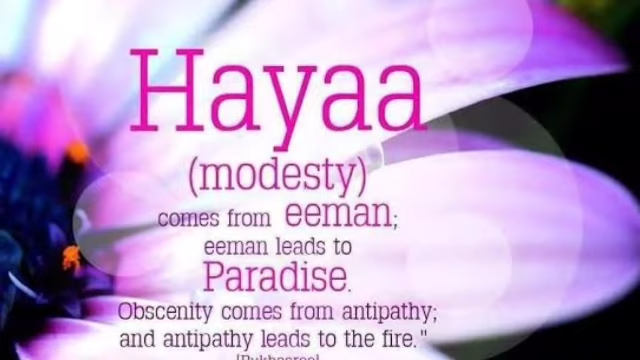 Hayaa
(modesty)
comes from eeman;
eeman leads to
Paradise.
Obscenity comes from antipathy;
and antipathy leads to the fire."
[Bukhaaree]